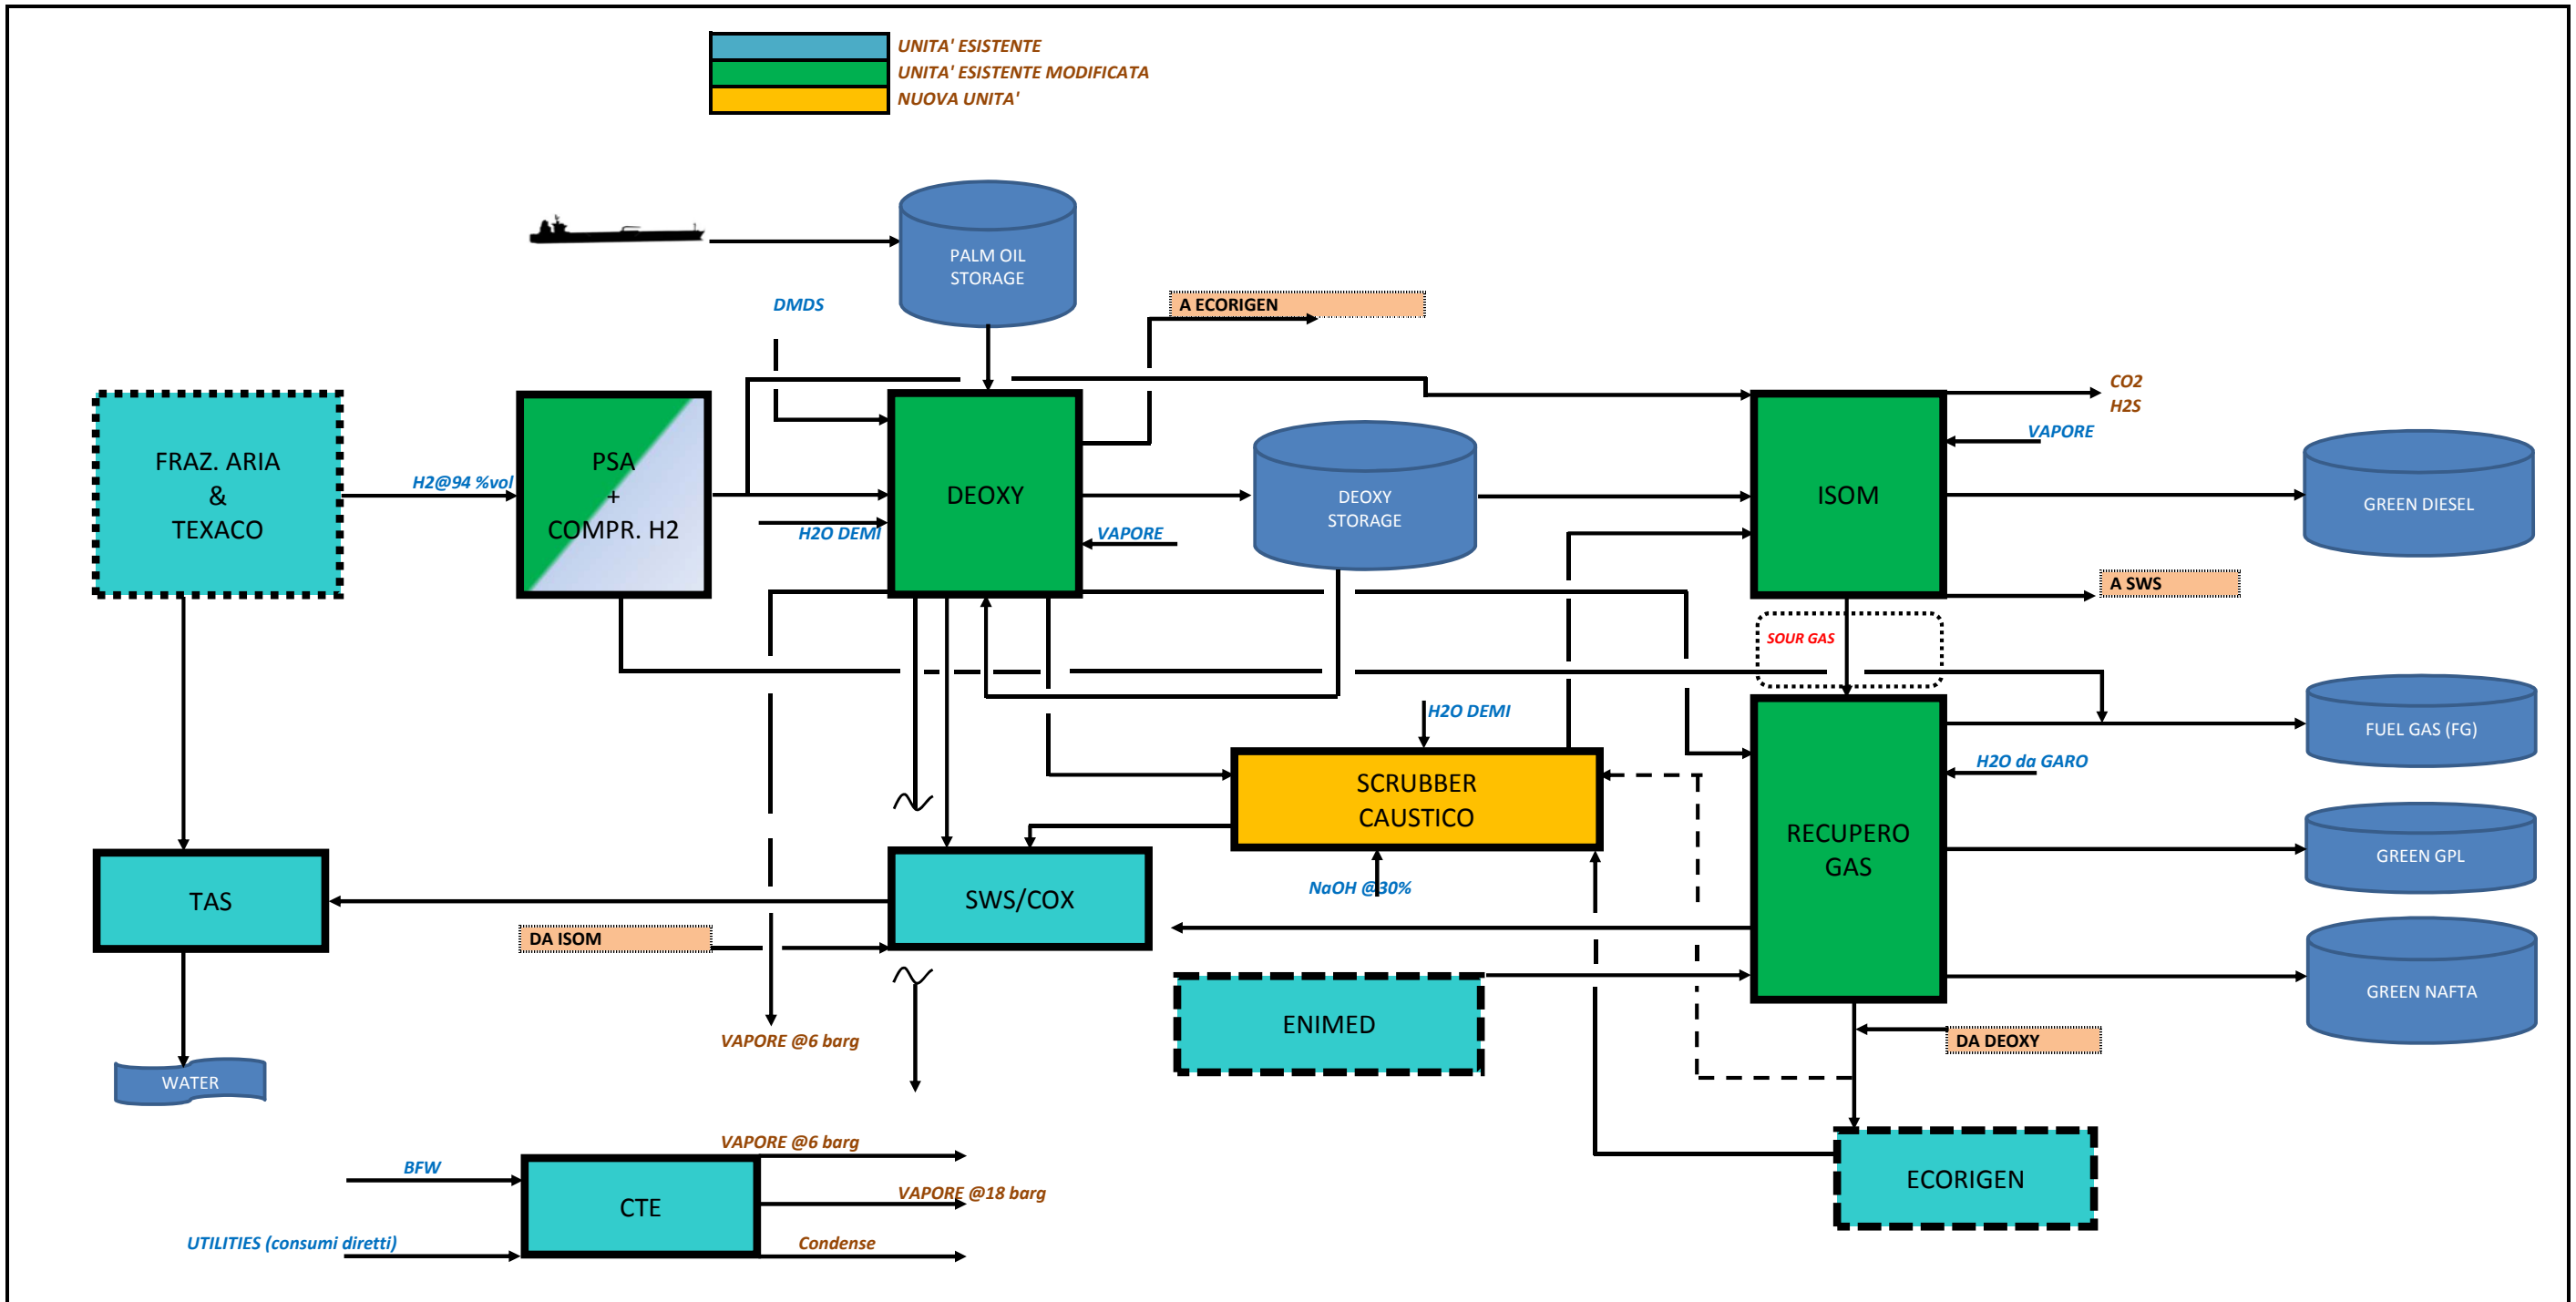 UNITA' ESISTENTE
UNITA' ESISTENTE MODIFICATA
NUOVA UNITA'
PALM OIL
STORAGE
DMDS
A ECORIGEN
CO2
H2S
VAPORE
FRAZ. ARIA
&
TEXACO
H2@94 %vol
PSA
+
COMPR. H2
H2O DEMI
DEOXY
VAPORE
DEOXY
STORAGE
ISOM
GREEN DIESEL
A SWS
SOUR GAS
FUEL GAS (FG)
H2O DEMI
H2O da GARO
SCRUBBER
CAUSTICO
RECUPERO
GAS
GREEN GPL
NaOH @30%
TAS
SWS/COX
DA ISOM
GREEN NAFTA
ENIMED
VAPORE @6 barg
DA DEOXY
WATER
VAPORE @6 barg
BFW
VAPORE @18 barg
CTE
ECORIGEN
UTILITIES (consumi diretti)
Condense